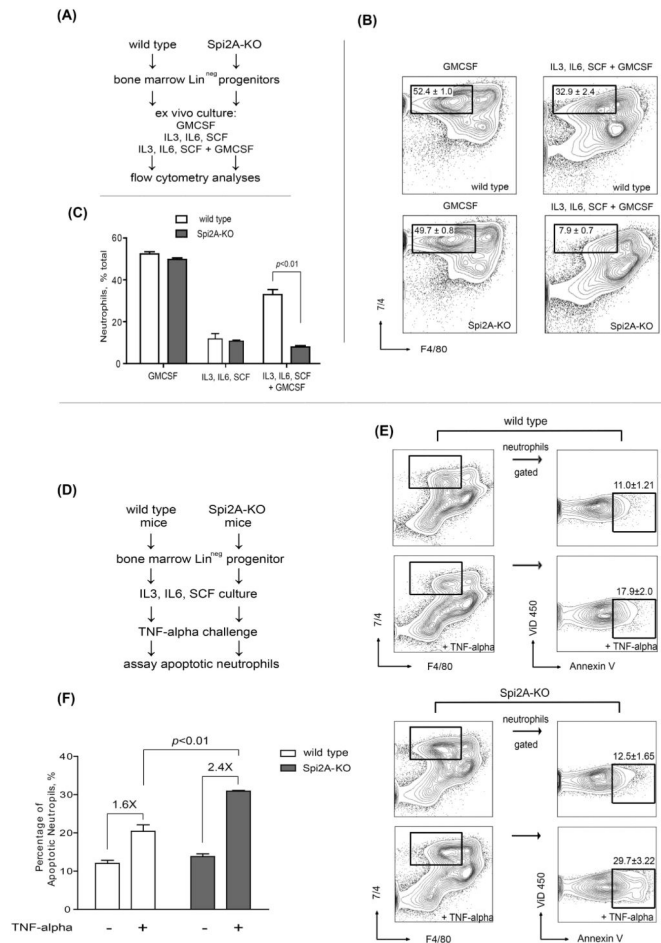 (A)
wild type Spi2A-KO
bone marrow Lin^neg progenitors
ex vivo culture:
GMCSF
IL3, IL6, SCF
IL3, IL6, SCF + GMCSF
flow cytometry analyses
(B)
GMCSF
IL3, IL6, SCF + GMCSF
52.4 ± 1.0
32.9 ± 2.4
wild type
wild type
GMCSF
IL3, IL6, SCF + GMCSF
49.7 ± 0.8
7.9 ± 0.7
Spi2A-KO
Spi2A-KO
7/4
F4/80
(C)
wild type
Spi2A-KO
Neutrophils, % total
60
40
20
0
p<0.01
GMCSF
IL3, IL6, SCF
IL3, IL6, SCF
+ GMCSF
(D)
wild type Spi2A-KO
mice mice
bone marrow Lin^neg progenitor
IL3, IL6, SCF culture
TNF-alpha challenge
assay apoptotic neutrophils
(E)
wild type
neutrophils
gated
11.0±1.21
17.9±2.0
+ TNF-alpha
+ TNF-alpha
7/4
F4/80
VID 450
Annexin V
Spi2A-KO
neutrophils
gated
12.5±1.65
29.7±3.22
+ TNF-alpha
+ TNF-alpha
7/4
F4/80
VID 450
Annexin V
(F)
wild type
Spi2A-KO
Percentage of
Apoptotic Neutropils, %
40
30
20
10
0
p<0.01
1.6X
2.4X
TNF-alpha - + - +